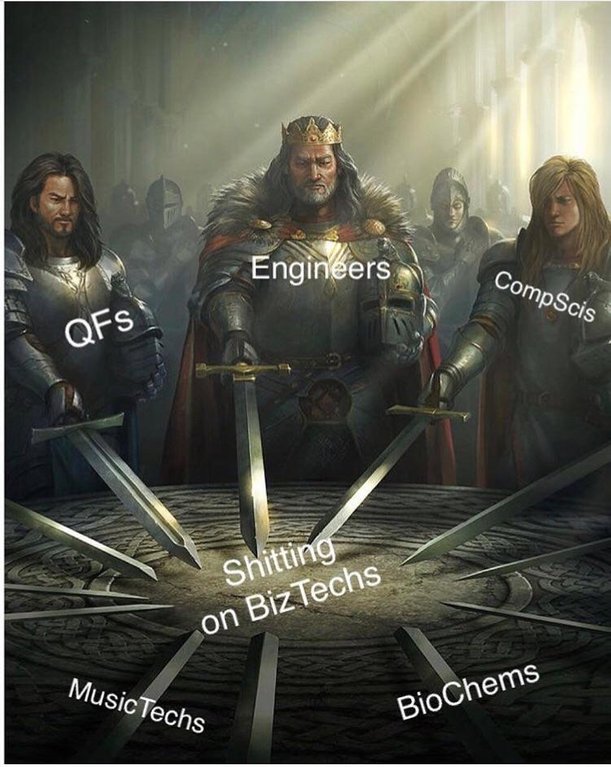 Engineers
QFs
CompScis
Shitting
on BizTechs
MusicTechs
BioChems